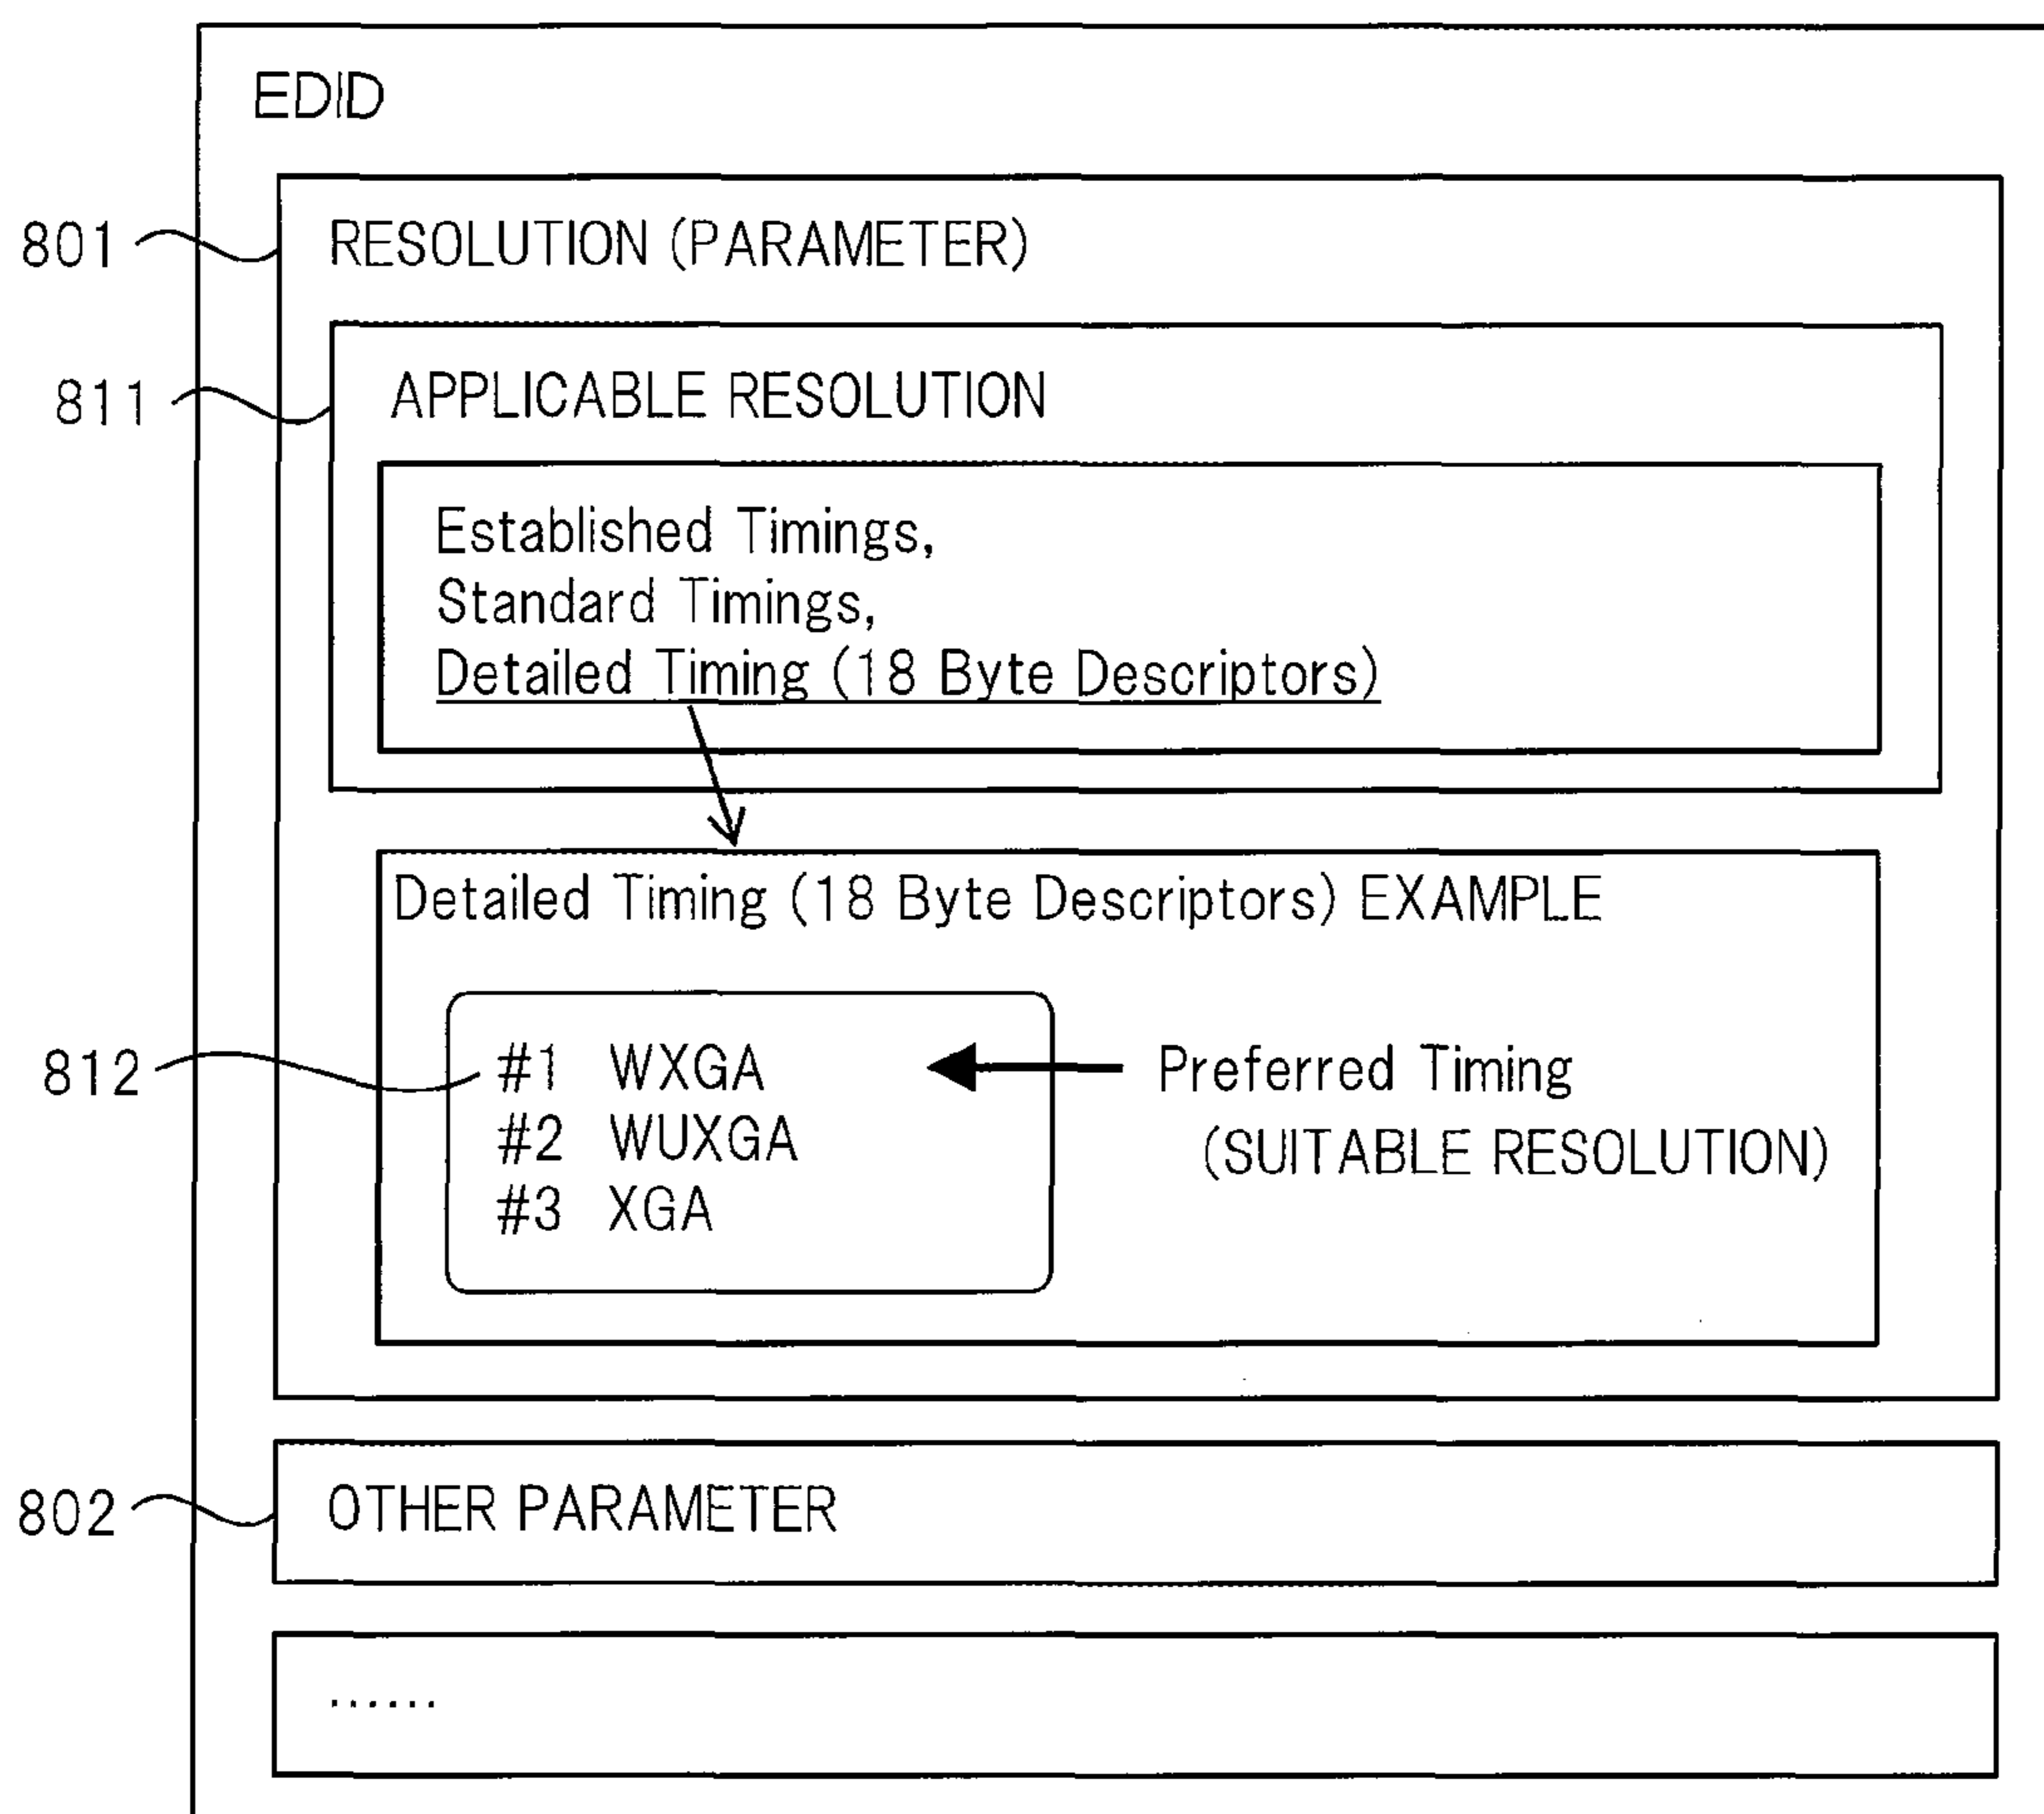 EDID
801
RESOLUTION (PARAMETER)
811
APPLICABLE RESOLUTION
Established Timings,
Standard Timings,
Detailed Timing (18 Byte Descriptors)
Detailed Timing (18 Byte Descriptors) EXAMPLE
812
#1 WXGA
Preferred Timing
#2 WUXGA
(SUITABLE RESOLUTION)
#3 XGA
802
OTHER PARAMETER
......